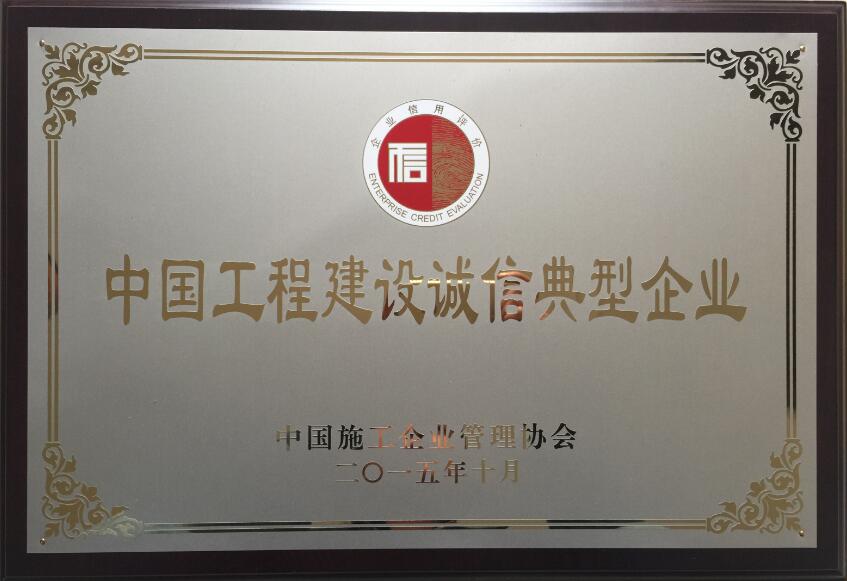 企业信用评价
信
ENTERPRISE CREDIT EVALUATION
中国工程建设诚信典型企业
中国施工企业管理协会
二〇一五年十月